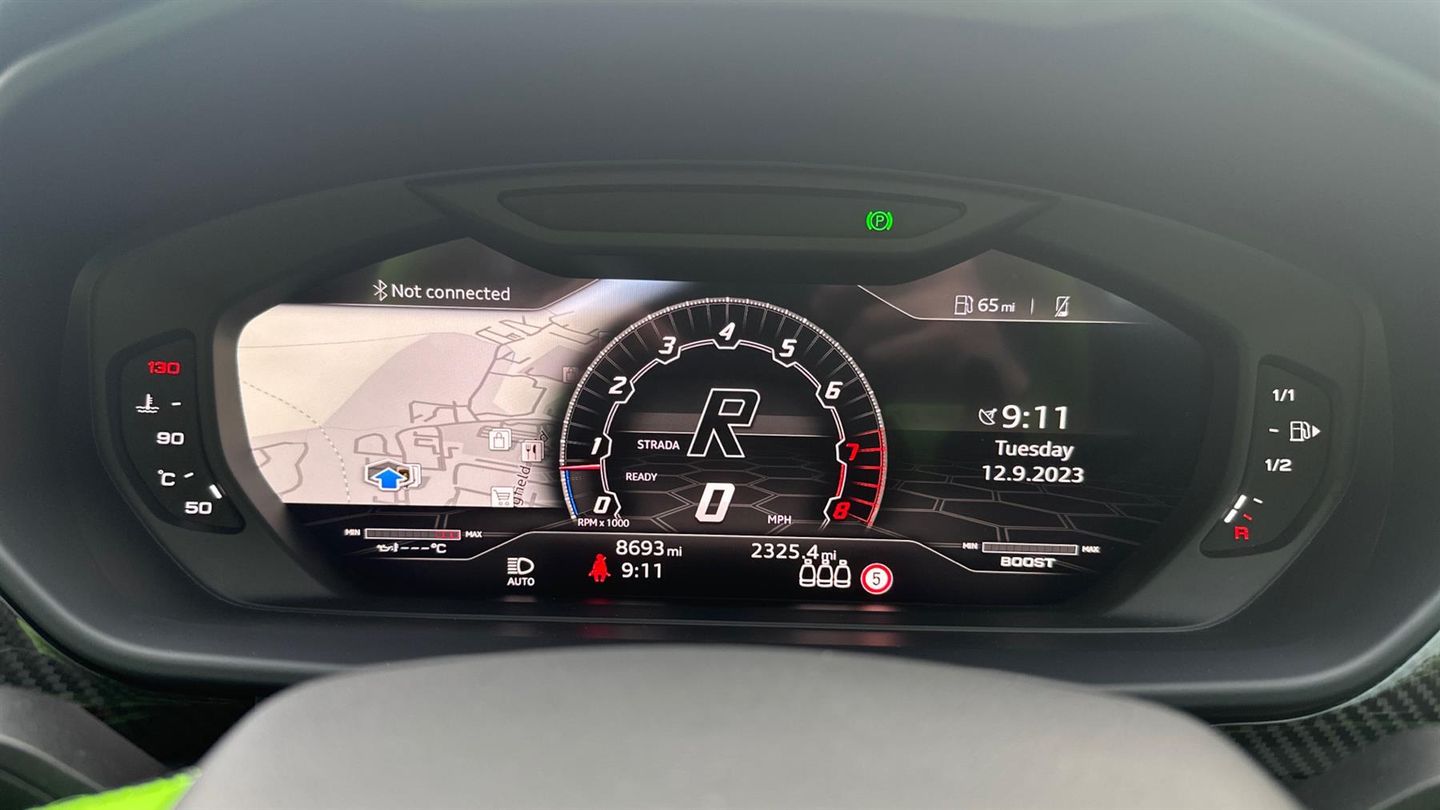 P
Not connected
65 mi
130
90
°C
50
1/1
1/2
R
4
3
5
2
6
1
7
0
8
R
STRADA
READY
0
RPM x 1000
MPH
9:11
Tuesday
12.9.2023
MIN
MAX
---°C
MIN
MAX
BOOST
AUTO
8693 mi
9:11
2325.4 mi
5